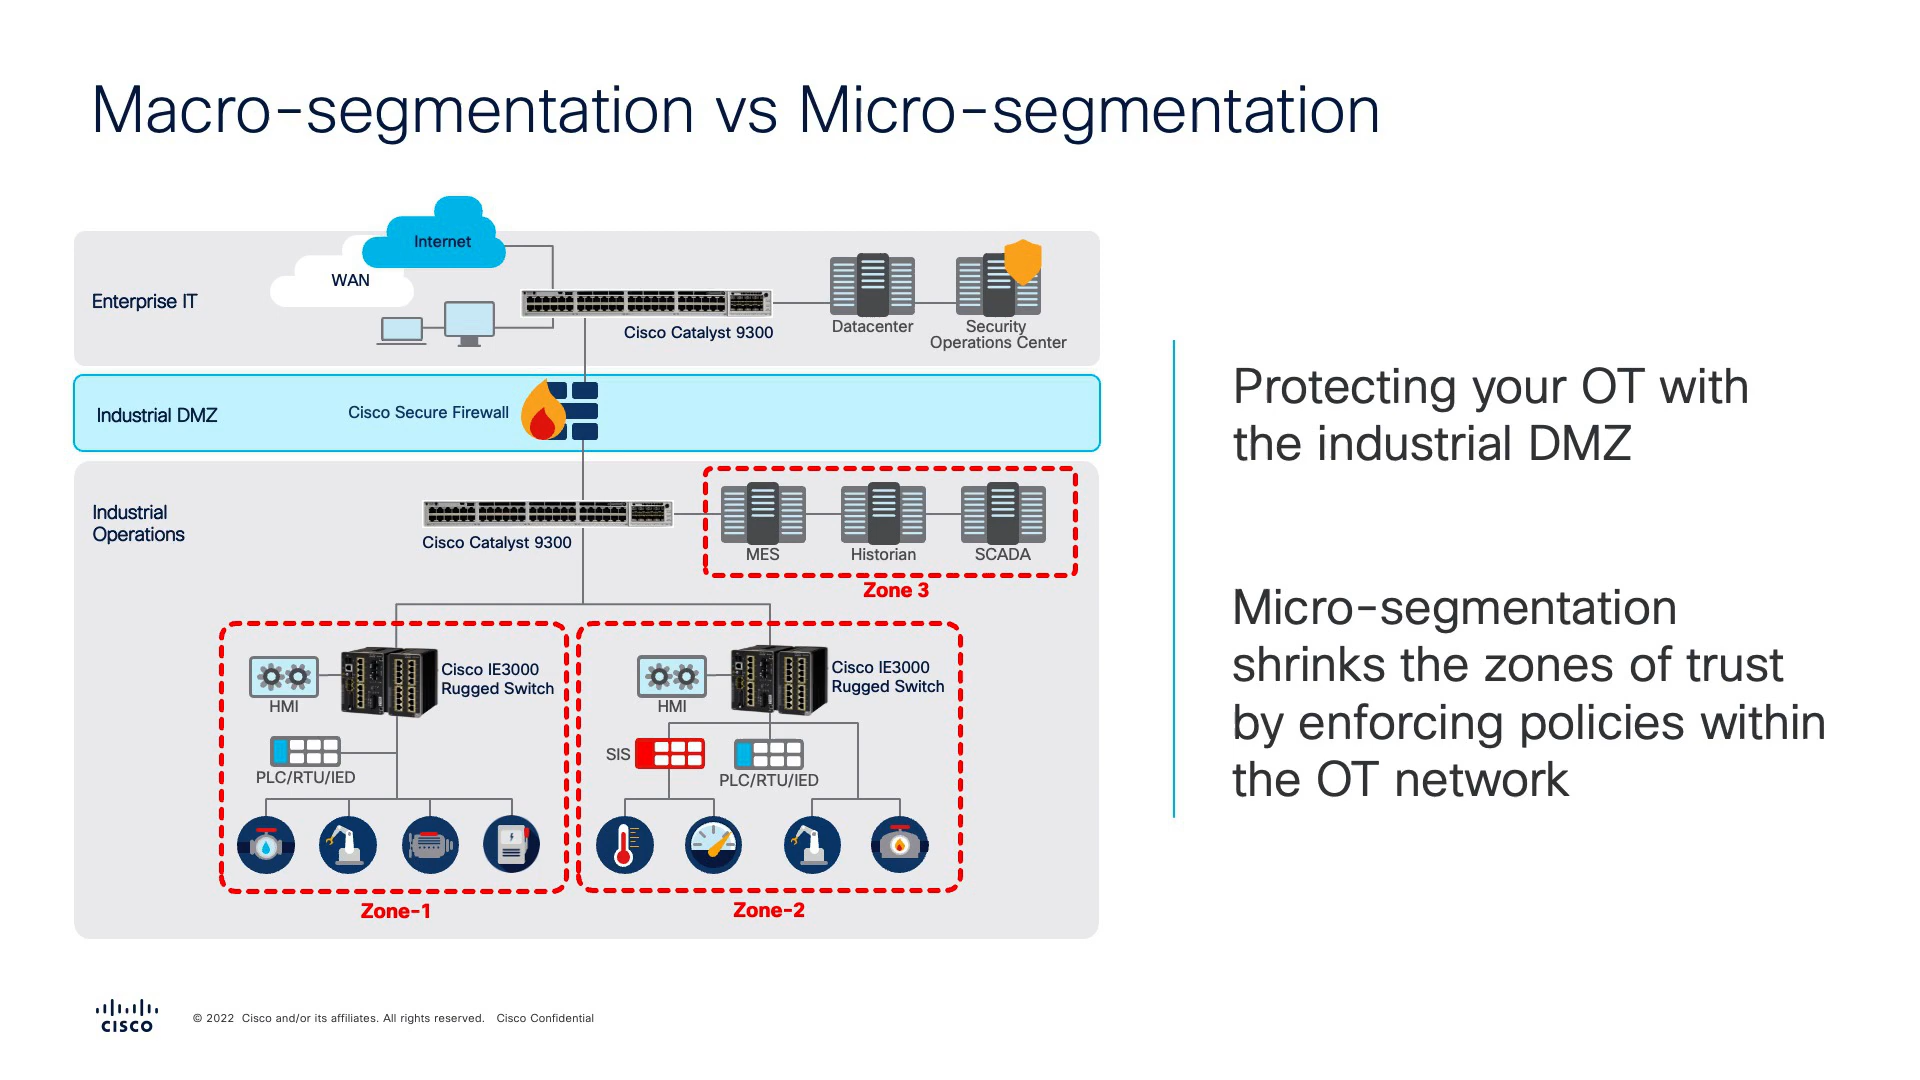 Macro-segmentation vs Micro-segmentation
Internet
WAN
Enterprise IT
Cisco Catalyst 9300
Datacenter
Security
Operations Center
Industrial DMZ
Cisco Secure Firewall
Industrial
Operations
Cisco Catalyst 9300
MES
Historian
SCADA
Zone 3
HMI
Cisco IE3000
Rugged Switch
PLC/RTU/IED
Zone-1
HMI
Cisco IE3000
Rugged Switch
SIS
PLC/RTU/IED
Zone-2
Protecting your OT with
the industrial DMZ
Micro-segmentation
shrinks the zones of trust
by enforcing policies within
the OT network
CISCO
© 2022 Cisco and/or its affiliates. All rights reserved. Cisco Confidential